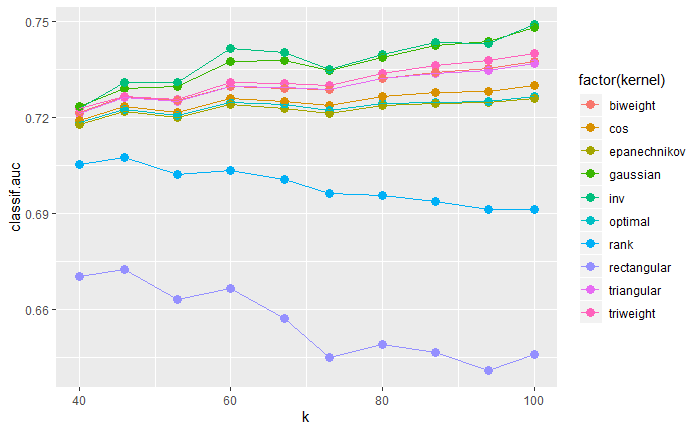 0.75
0.72
0.69
0.66
classif.auc
40
60
80
100
k
factor(kernel)
biweight
cos
epanechnikov
gaussian
inv
optimal
rank
rectangular
triangular
triweight